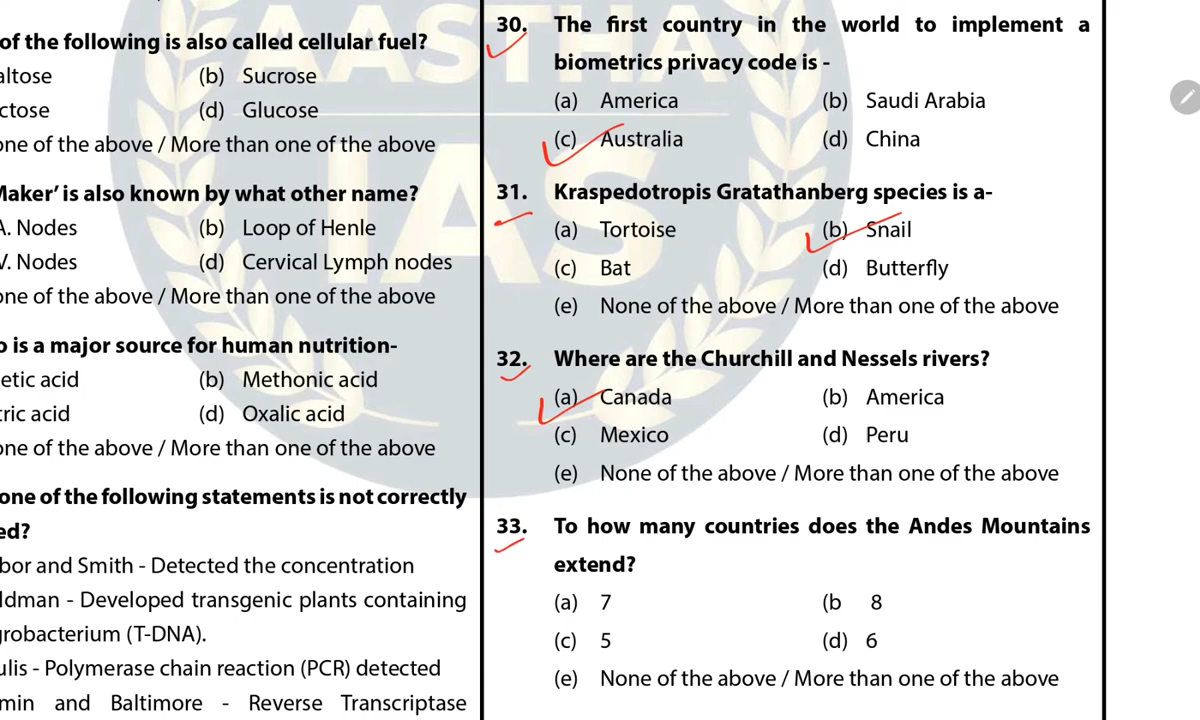 of the following is also called cellular fuel?
altose (b) Sucrose
ctose (d) Glucose
one of the above / More than one of the above
Maker’ is also known by what other name?
A. Nodes (b) Loop of Henle
V. Nodes (d) Cervical Lymph nodes
one of the above / More than one of the above
o is a major source for human nutrition-
etic acid (b) Methonic acid
tric acid (d) Oxalic acid
one of the above / More than one of the above
one of the following statements is not correctly
ed?
bor and Smith - Detected the concentration
ldman - Developed transgenic plants containing
grobacterium (T-DNA).
ulis - Polymerase chain reaction (PCR) detected
min and Baltimore - Reverse Transcriptase
30. The first country in the world to implement a
biometrics privacy code is -
(a) America (b) Saudi Arabia
(c) Australia (d) China
31. Kraspedotropis Gratathanberg species is a-
(a) Tortoise (b) Snail
(c) Bat (d) Butterfly
(e) None of the above / More than one of the above
32. Where are the Churchill and Nessels rivers?
(a) Canada (b) America
(c) Mexico (d) Peru
(e) None of the above / More than one of the above
33. To how many countries does the Andes Mountains
extend?
(a) 7 (b 8
(c) 5 (d) 6
(e) None of the above / More than one of the above
AASTHA
IAS